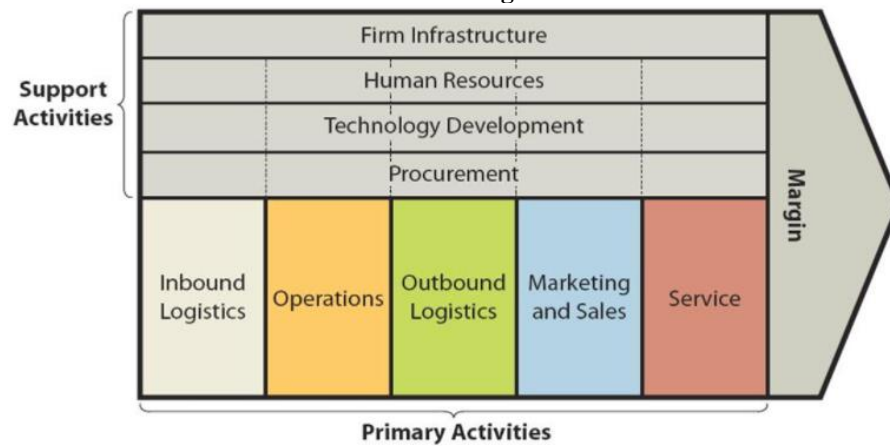 Firm Infrastructure
Human Resources
Support
Activities
Technology Development
Procurement
Margin
Inbound
Logistics
Operations
Outbound
Logistics
Marketing
and Sales
Service
Primary Activities